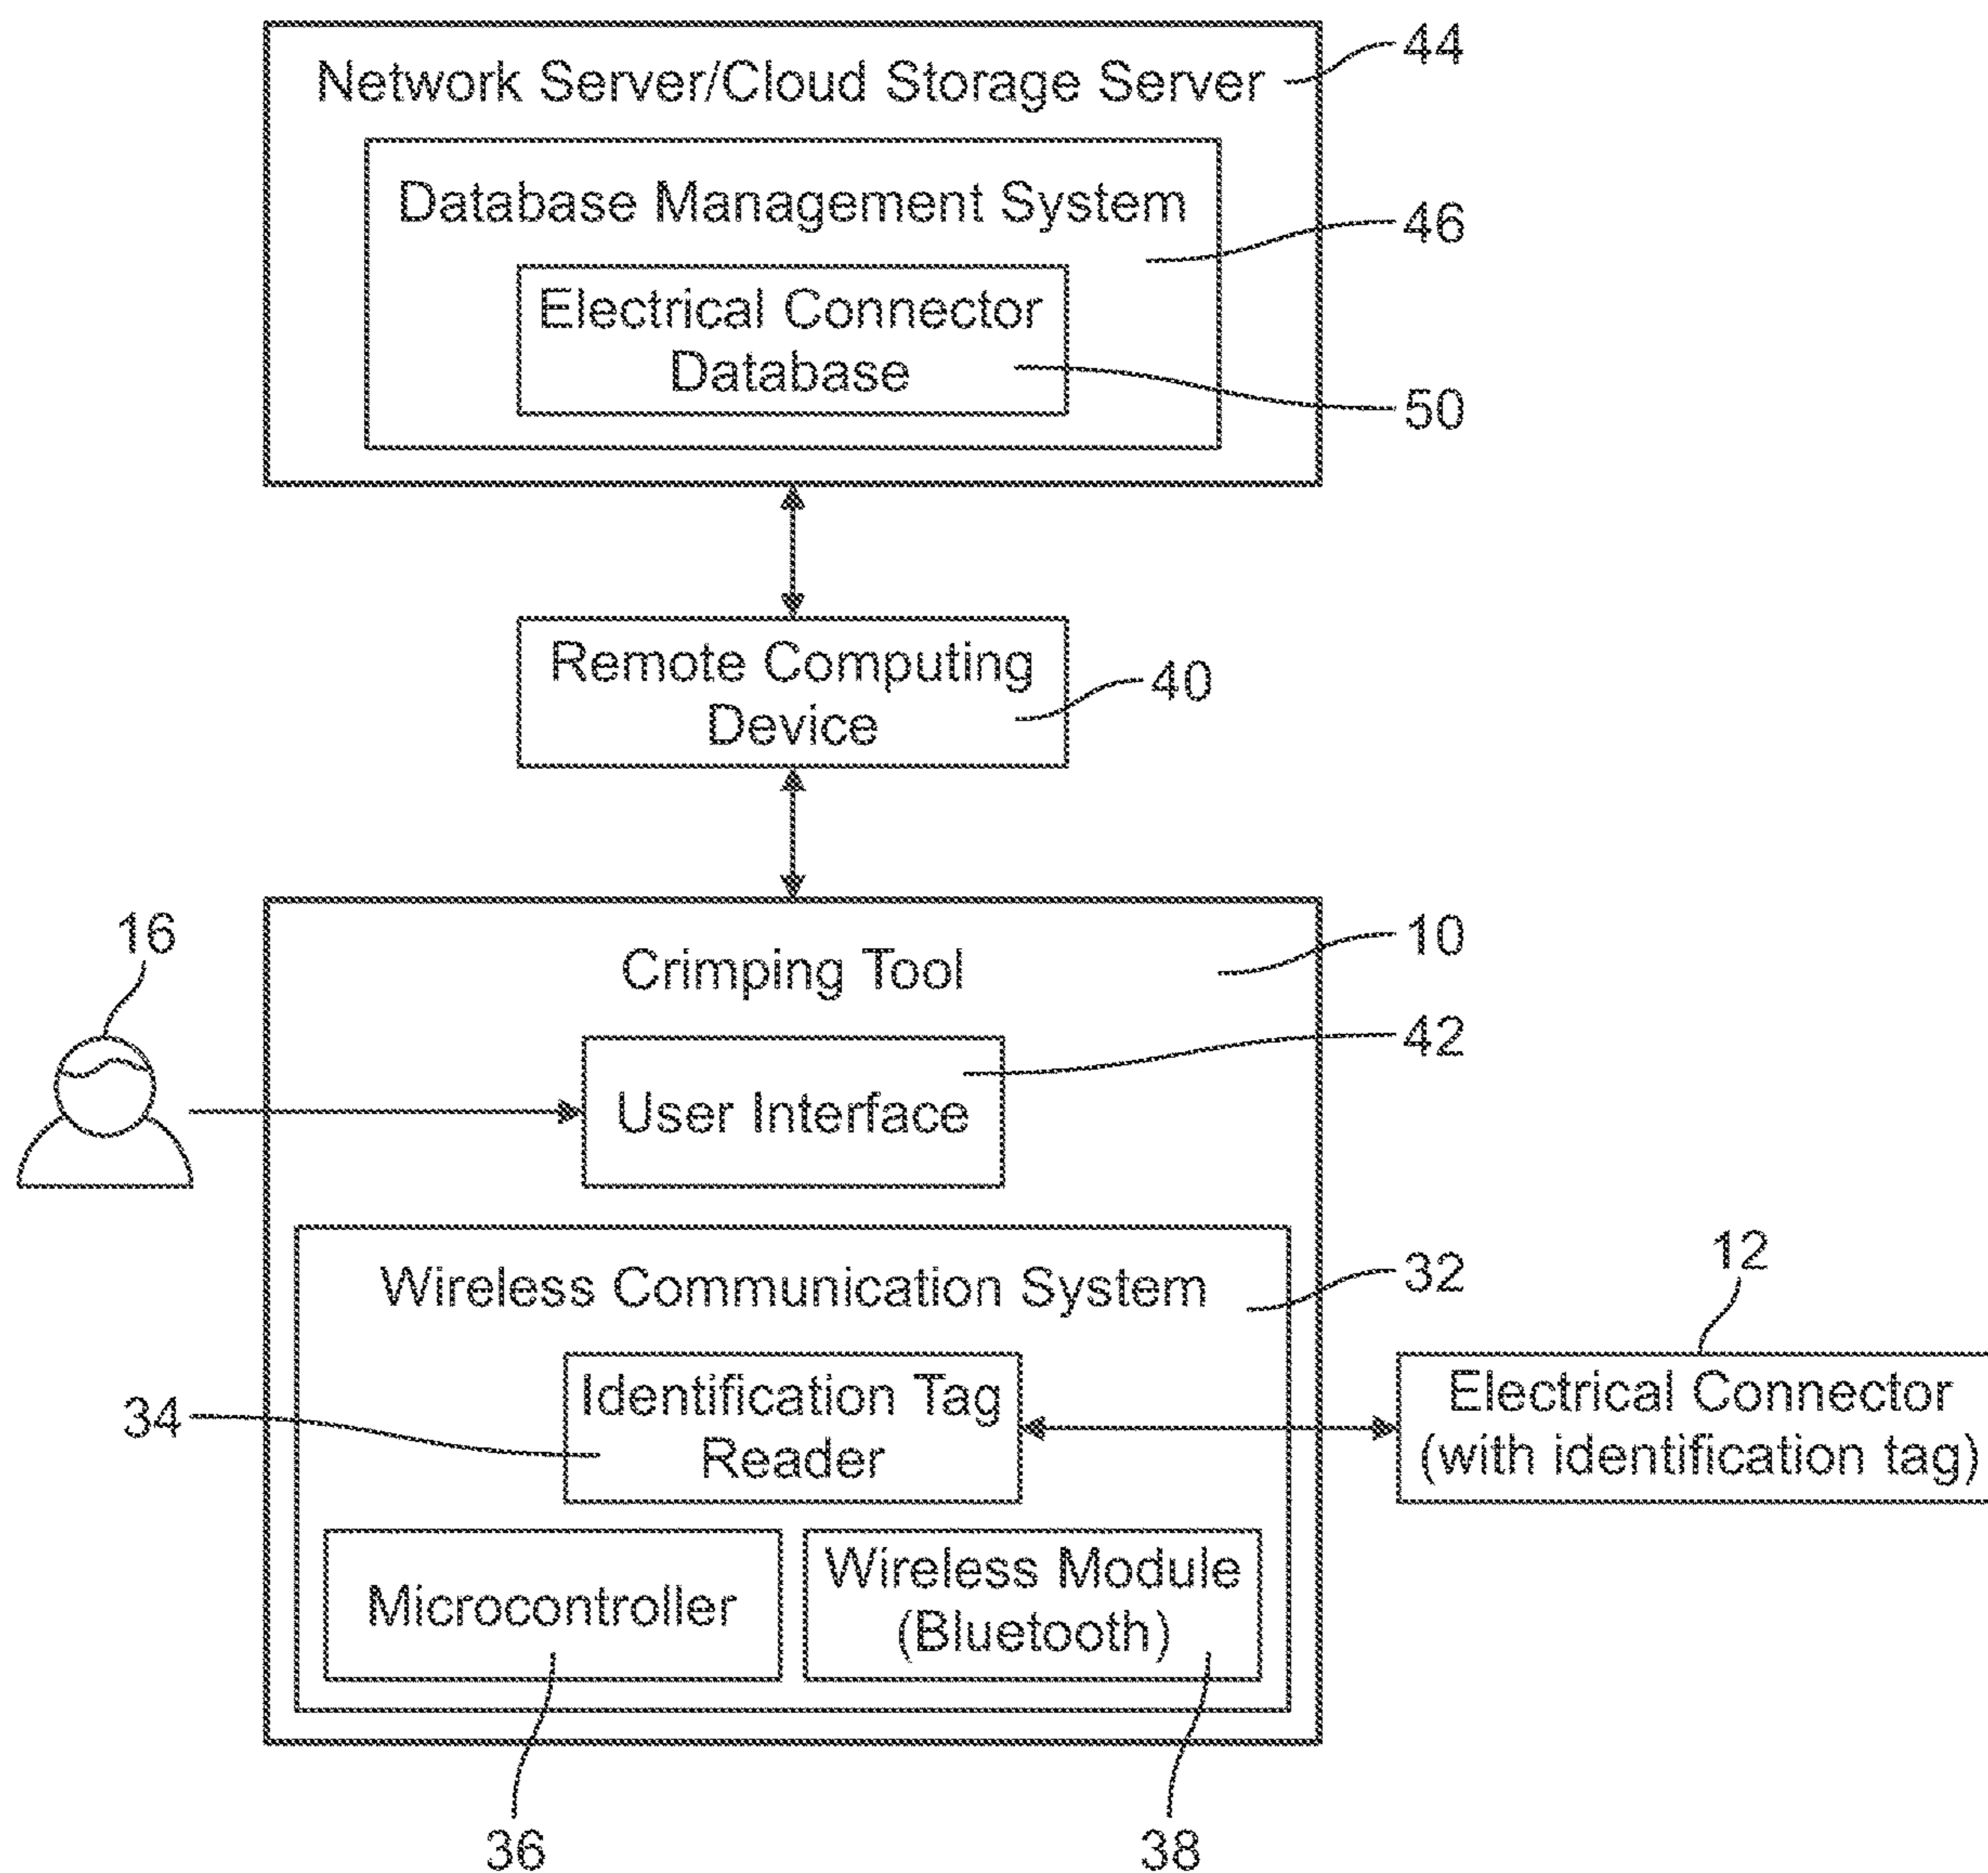 Network Server/Cloud Storage Server
44
Database Management System
46
Electrical Connector
Database
50
Remote Computing
Device
40
16
Crimping Tool
10
42
User Interface
Wireless Communication System
32
12
34
Identification Tag
Reader
Electrical Connector
(with identification tag)
Microcontroller
Wireless Module
(Bluetooth)
36
38